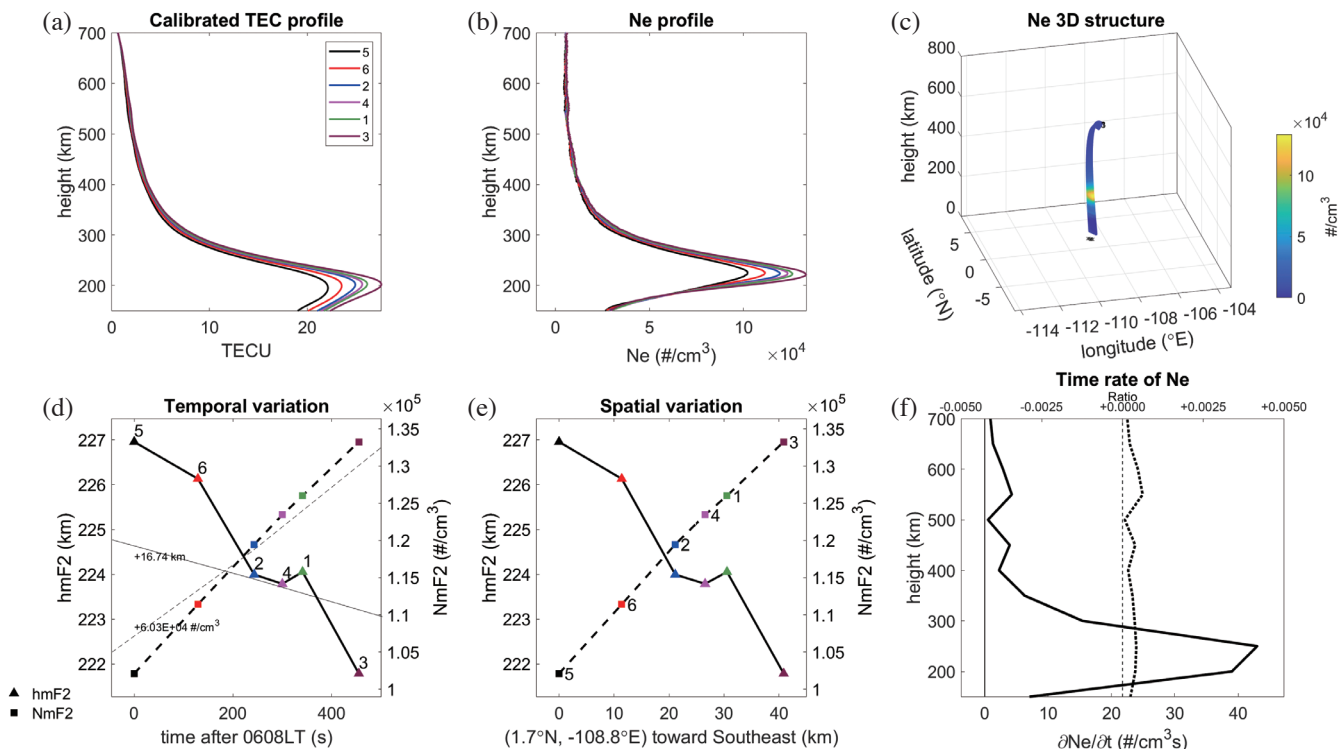 (a) Calibrated TEC profile
700
600
500
400
300
200
height (km)
0 10 20
TECU
5
6
2
4
1
3
(b) Ne profile
700
600
500
400
300
200
height (km)
0 5 10
Ne (#/cm³) ×10⁴
(c) Ne 3D structure
800
600
400
200
0
height (km)
5
0
-5
latitude (°N)
-114 -112 -110 -108 -106 -104
longitude (°E)
×10⁴
10
5
0
#/cm³
(d) Temporal variation
×10⁵
227
226
225
224
223
222
hmF2 (km)
1.35
1.3
1.25
1.2
1.15
1.1
1.05
1
NmF2 (#/cm³)
5
6
2
4
1
3
+16.74 km
+6.03E+04 #/cm³
0 200 400
time after 0608LT (s)
hmF2
NmF2
(e) Spatial variation
×10⁵
227
226
225
224
223
222
hmF2 (km)
1.35
1.3
1.25
1.2
1.15
1.1
1.05
1
NmF2 (#/cm³)
3
1
4
2
6
5
0 10 20 30 40
(1.7°N, -108.8°E) toward Southeast (km)
Time rate of Ne
Ratio
(f)
-0.0050 -0.0025 +0.0000 +0.0025 +0.0050
700
600
500
400
300
200
height (km)
0 10 20 30 40
∂Ne/∂t (#/cm³s)